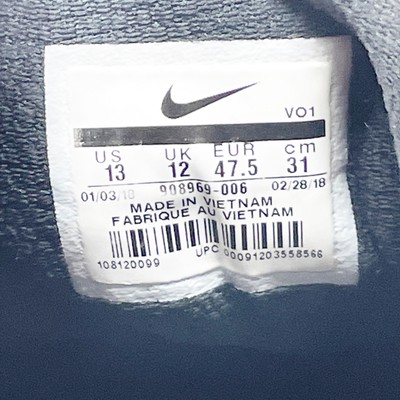 VO1
US UK EUR cm
13 12 47.5 31
01/03/18 908969-006 02/28/18
MADE IN VIETNAM
FABRIQUE AU VIETNAM
108120099 UPC 00091203558566